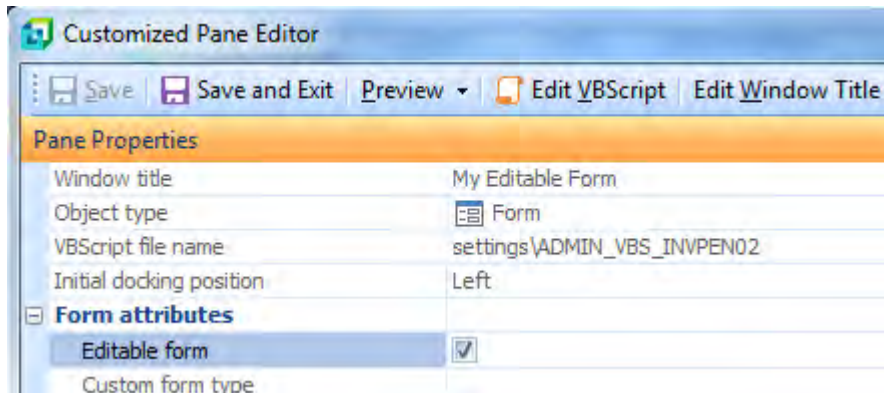 Customized Pane Editor
Save Save and Exit Preview Edit VBScript Edit Window Title
Pane Properties
Window title My Editable Form
Object type Form
VBScript file name settings\ADMIN_VBS_INVPEN02
Initial docking position Left
Form attributes
Editable form
Custom form type